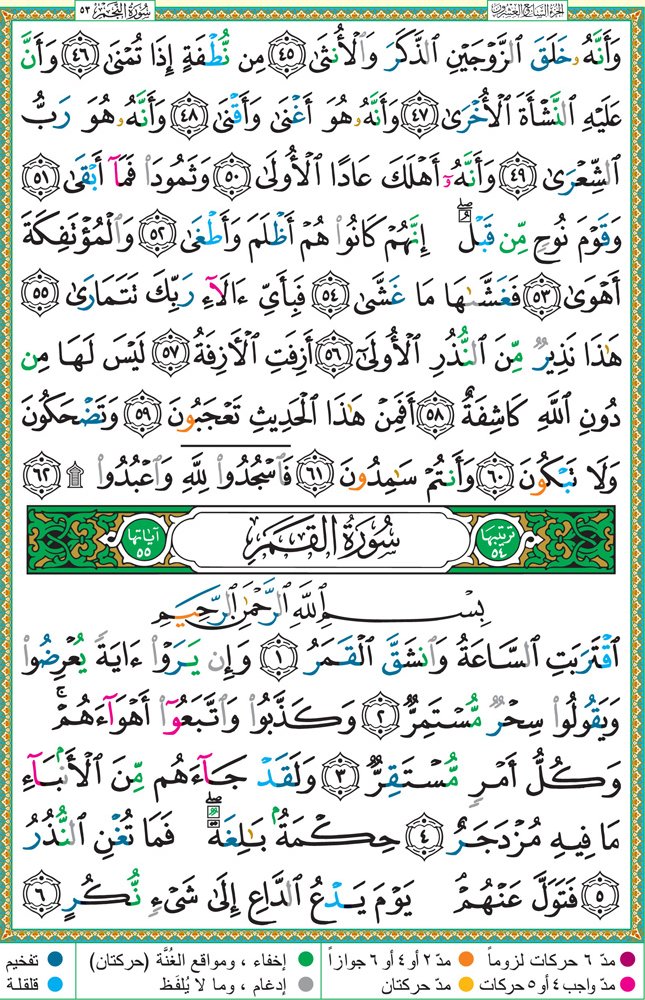 الجزء السابع والعشرون
سورة النجم ٥٣
وَأَنَّهُۥ خَلَقَ ٱلزَّوۡجَيۡنِ ٱلذَّكَرَ وَٱلۡأُنثَىٰ ٤٥ مِن نُّطۡفَةٍ إِذَا تُمۡنَىٰ ٤٦ وَأَنَّ
عَلَيۡهِ ٱلنَّشۡأَةَ ٱلۡأُخۡرَىٰ ٤٧ وَأَنَّهُۥ هُوَ أَغۡنَىٰ وَأَقۡنَىٰ ٤٨ وَأَنَّهُۥ هُوَ رَبُّ
ٱلشِّعۡرَىٰ ٤٩ وَأَنَّهُۥٓ أَهۡلَكَ عَادًا ٱلۡأُولَىٰ ٥٠ وَثَمُودَاْ فَمَآ أَبۡقَىٰ ٥١
وَقَوۡمَ نُوحٖ مِّن قَبۡلُۖ إِنَّهُمۡ كَانُواْ هُمۡ أَظۡلَمَ وَأَطۡغَىٰ ٥٢ وَٱلۡمُؤۡتَفِكَةَ
أَهۡوَىٰ ٥٣ فَغَشَّىٰهَا مَا غَشَّىٰ ٥٤ فَبِأَيِّ ءَالَآءِ رَبِّكَ تَتَمَارَىٰ ٥٥
هَٰذَا نَذِيرٞ مِّنَ ٱلنُّذُرِ ٱلۡأُولَىٰٓ ٥٦ أَزِفَتِ ٱلۡأٓزِفَةُ ٥٧ لَيۡسَ لَهَا مِن
دُونِ ٱللَّهِ كَاشِفَةٌ ٥٨ أَفَمِنۡ هَٰذَا ٱلۡحَدِيثِ تَعۡجَبُونَ ٥٩ وَتَضۡحَكُونَ
وَلَا تَبۡكُونَ ٦٠ وَأَنتُمۡ سَٰمِدُونَ ٦١ فَٱسۡجُدُواْۤ لِلَّهِۤ وَٱعۡبُدُواْ ۩ ٦٢
ترتيبها ٥٤ سُورَةُ القَمَرِ آياتها ٥٥
بِسۡمِ ٱللَّهِ ٱلرَّحۡمَٰنِ ٱلرَّحِيمِ
ٱقۡتَرَبَتِ ٱلسَّاعَةُ وَٱنشَقَّ ٱلۡقَمَرُ ١ وَإِن يَرَوۡاْ ءَايَةٗ يُعۡرِضُواْ
وَيَقُولُواْ سِحۡرٞ مُّسۡتَمِرّٞ ٢ وَكَذَّبُواْ وَٱتَّبَعُوٓاْ أَهۡوَآءَهُمۡۚ
وَكُلُّ أَمۡرٖ مُّسۡتَقِرّٞ ٣ وَلَقَدۡ جَآءَهُم مِّنَ ٱلۡأَنۢبَآءِ
مَا فِيهِ مُزۡدَجَرٌ ٤ حِكۡمَةُۢ بَٰلِغَةٞۖ فَمَا تُغۡنِ ٱلنُّذُرُ
٥ فَتَوَلَّ عَنۡهُمۡۘ يَوۡمَ يَدۡعُ ٱلدَّاعِ إِلَىٰ شَيۡءٖ نُّكُرٍ ٦
مدّ ٦ حركات لزوماً مدّ ٢ أو ٤ أو ٦ جوازاً إخفاء ، ومواقع الغُنَّة (حركتان) تفخيم
مدّ واجب ٤ أو ٥ حركات مدّ حركتان إدغام ، وما لا يُلفَظ قلقلة